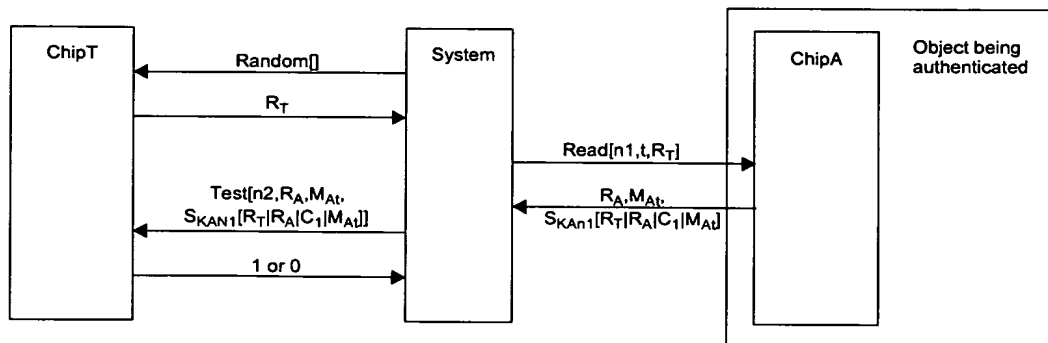 ChipT
System
ChipA
Object being
authenticated
Random[]
R_T
Read[n1,t,R_T]
R_A,M_At,
S_KAn1[R_T|R_A|C_1|M_At]
Test[n2,R_A,M_At,
S_KAN1[R_T|R_A|C_1|M_At]]
1 or 0